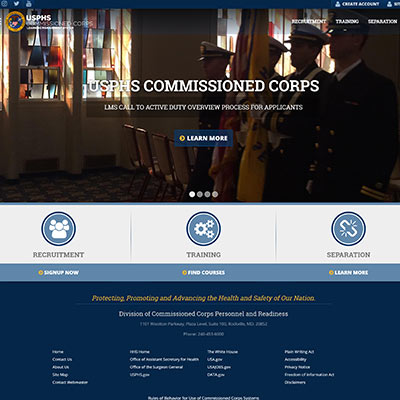 CREATE ACCOUNT
USPHS
COMMISSIONED CORPS
LEARNING MANAGEMENT SYSTEM
RECRUITMENT TRAINING SEPARATION
USPHS COMMISSIONED CORPS
LMS CALL TO ACTIVE DUTY OVERVIEW PROCESS FOR APPLICANTS
LEARN MORE
RECRUITMENT TRAINING SEPARATION
SIGNUP NOW FIND COURSES LEARN MORE
Protecting, Promoting and Advancing the Health and Safety of Our Nation.
Division of Commissioned Corps Personnel and Readiness
1101 Wootton Parkway, Plaza Level, Suite 100, Rockville, MD. 20852
Phone: 240-453-6000
Home HHS Home The White House Plain Writing Act
Contact Us Office of Assistant Secretary for Health USA.gov Accessibility
About Us Office of the Surgeon General USAJOBS.gov Privacy Notice
Site Map USPHS.gov DATA.gov Freedom of Information Act
Contact Webmaster Disclaimers
Rules of Behavior for Use of Commissioned Corps Systems